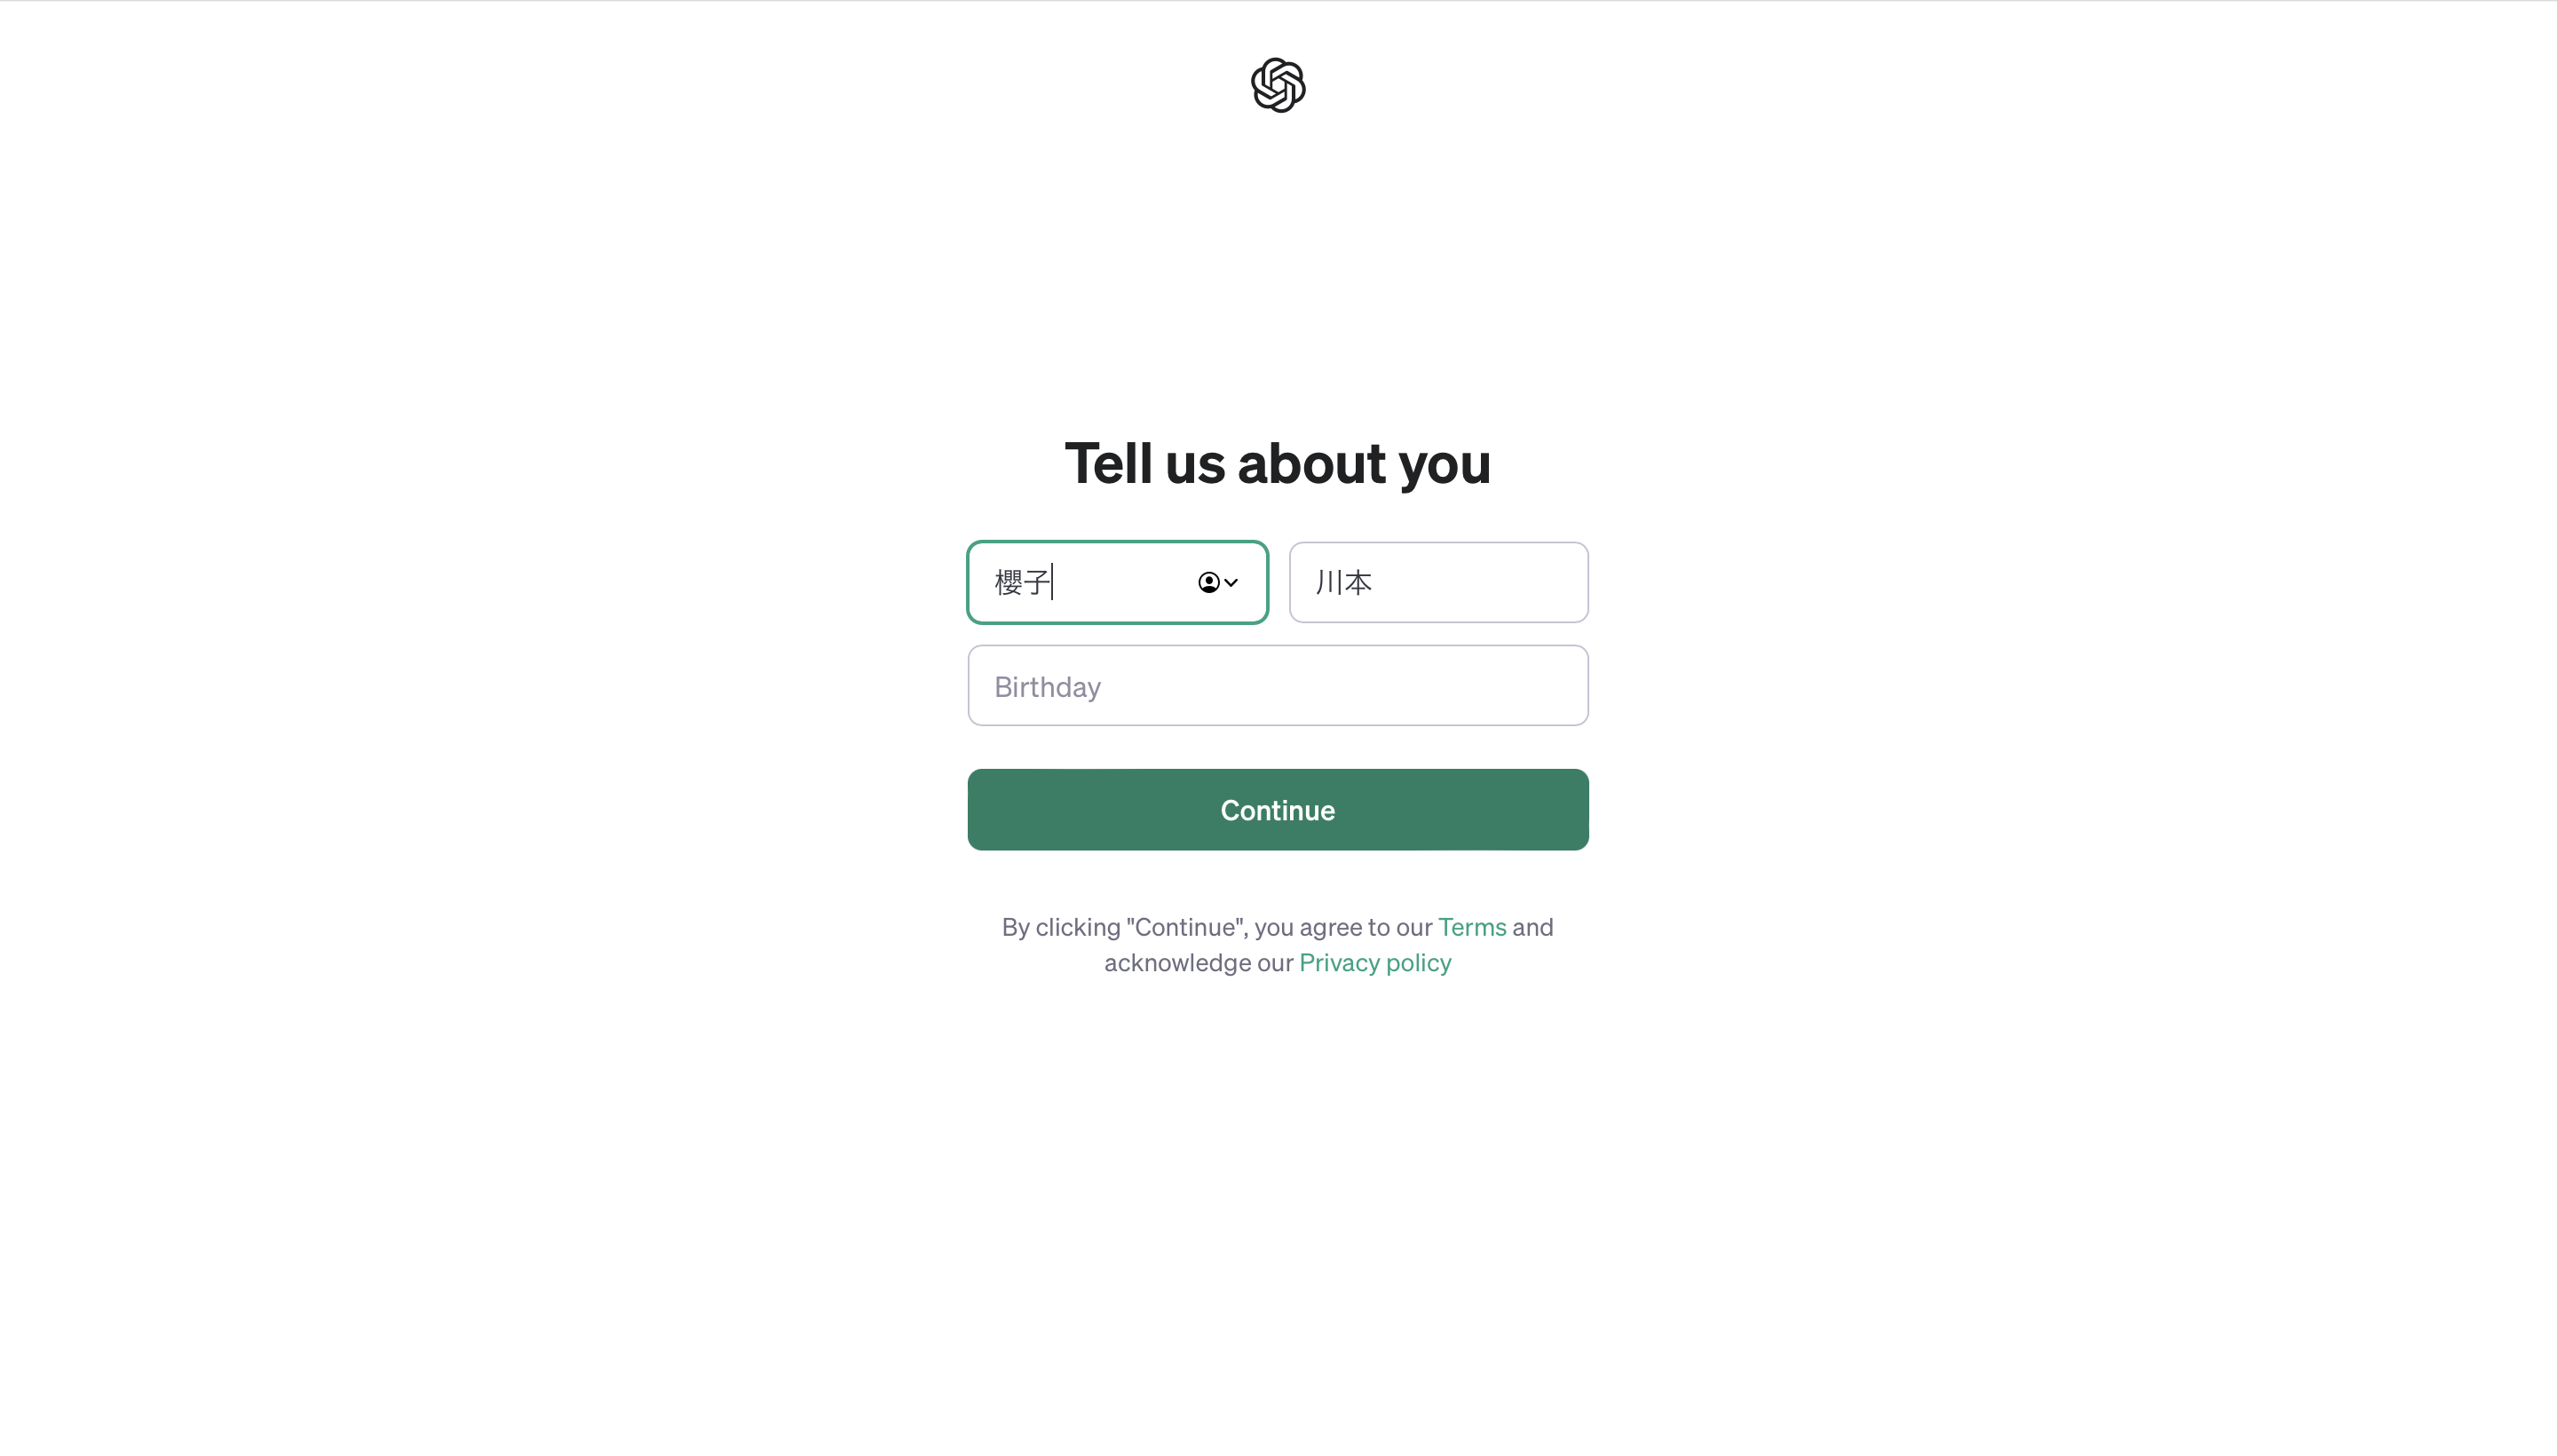 Tell us about you
櫻子 川本
Birthday
Continue
By clicking "Continue", you agree to our Terms and
acknowledge our Privacy policy